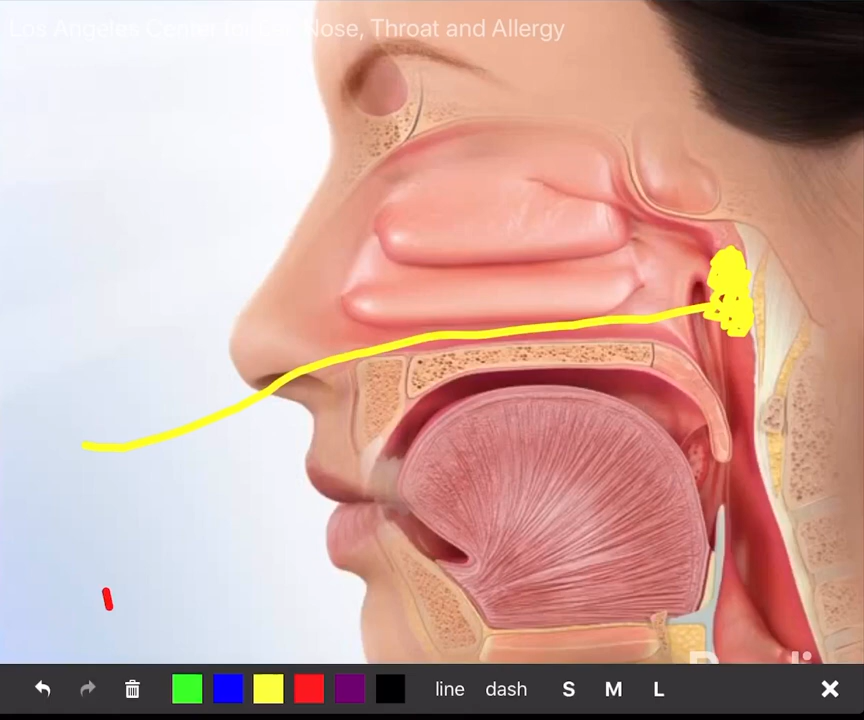 Los Angeles Center for Ear, Nose, Throat and Allergy
line dash S M L